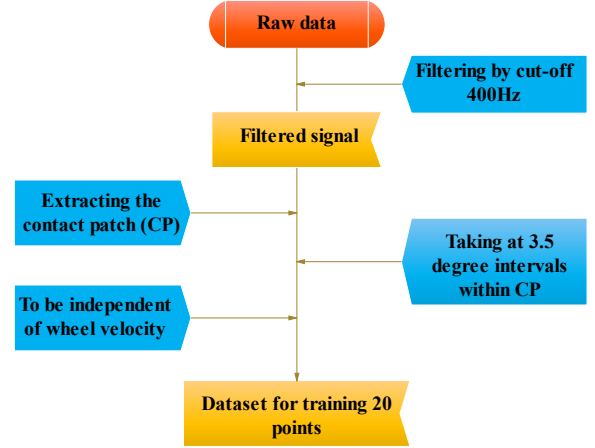 Raw data
Filtering by cut-off
400Hz
Filtered signal
Extracting the
contact patch (CP)
Taking at 3.5
degree intervals
within CP
To be independent
of wheel velocity
Dataset for training 20
points